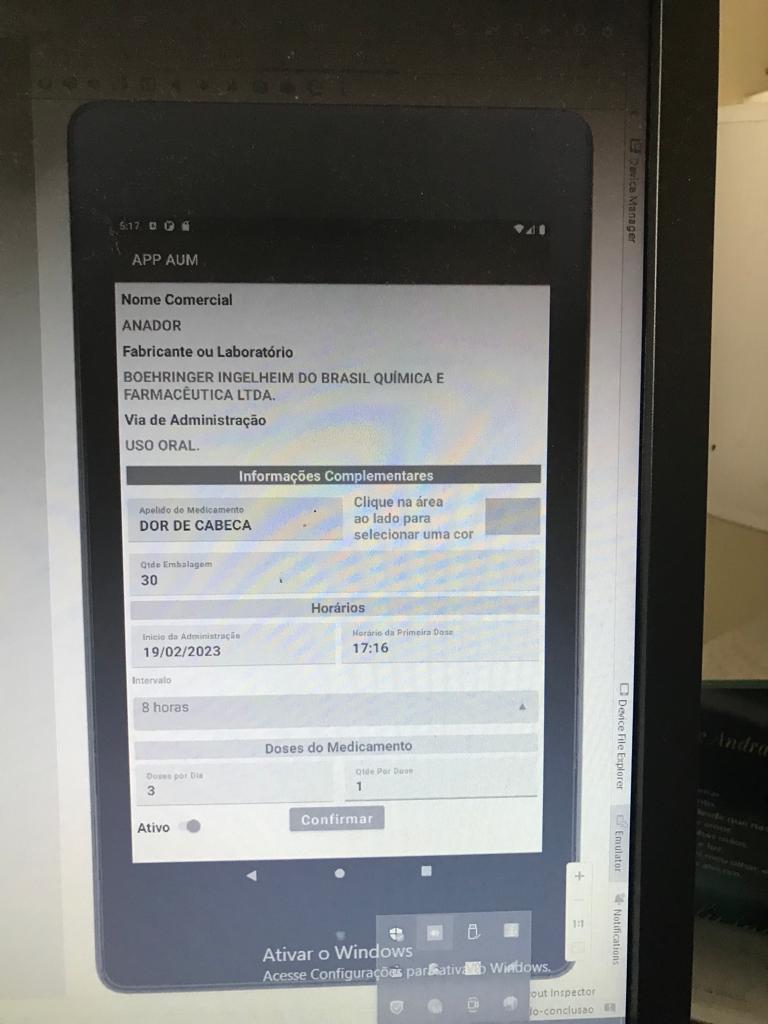 Device Manager
5:17
APP AUM
Nome Comercial
ANADOR
Fabricante ou Laboratório
BOEHRINGER INGELHEIM DO BRASIL QUÍMICA E
FARMACÊUTICA LTDA.
Via de Administração
USO ORAL.
Informações Complementares
Apelido de Medicamento
DOR DE CABECA
Clique na área
ao lado para
selecionar uma cor
Qtde Embalagem
30
Horários
Inicio da Administração
19/02/2023
Horário da Primeira Dose
17:16
Intervalo
8 horas
Doses do Medicamento
Doses por Dia
3
Qtde Por Dose
1
Ativo
Confirmar
Device File Explorer
Emulator
Notifications
1:1
Ativar o Windows
Acesse Configurações para ativar o Windows.
out Inspector
lo-conclusao
Andra